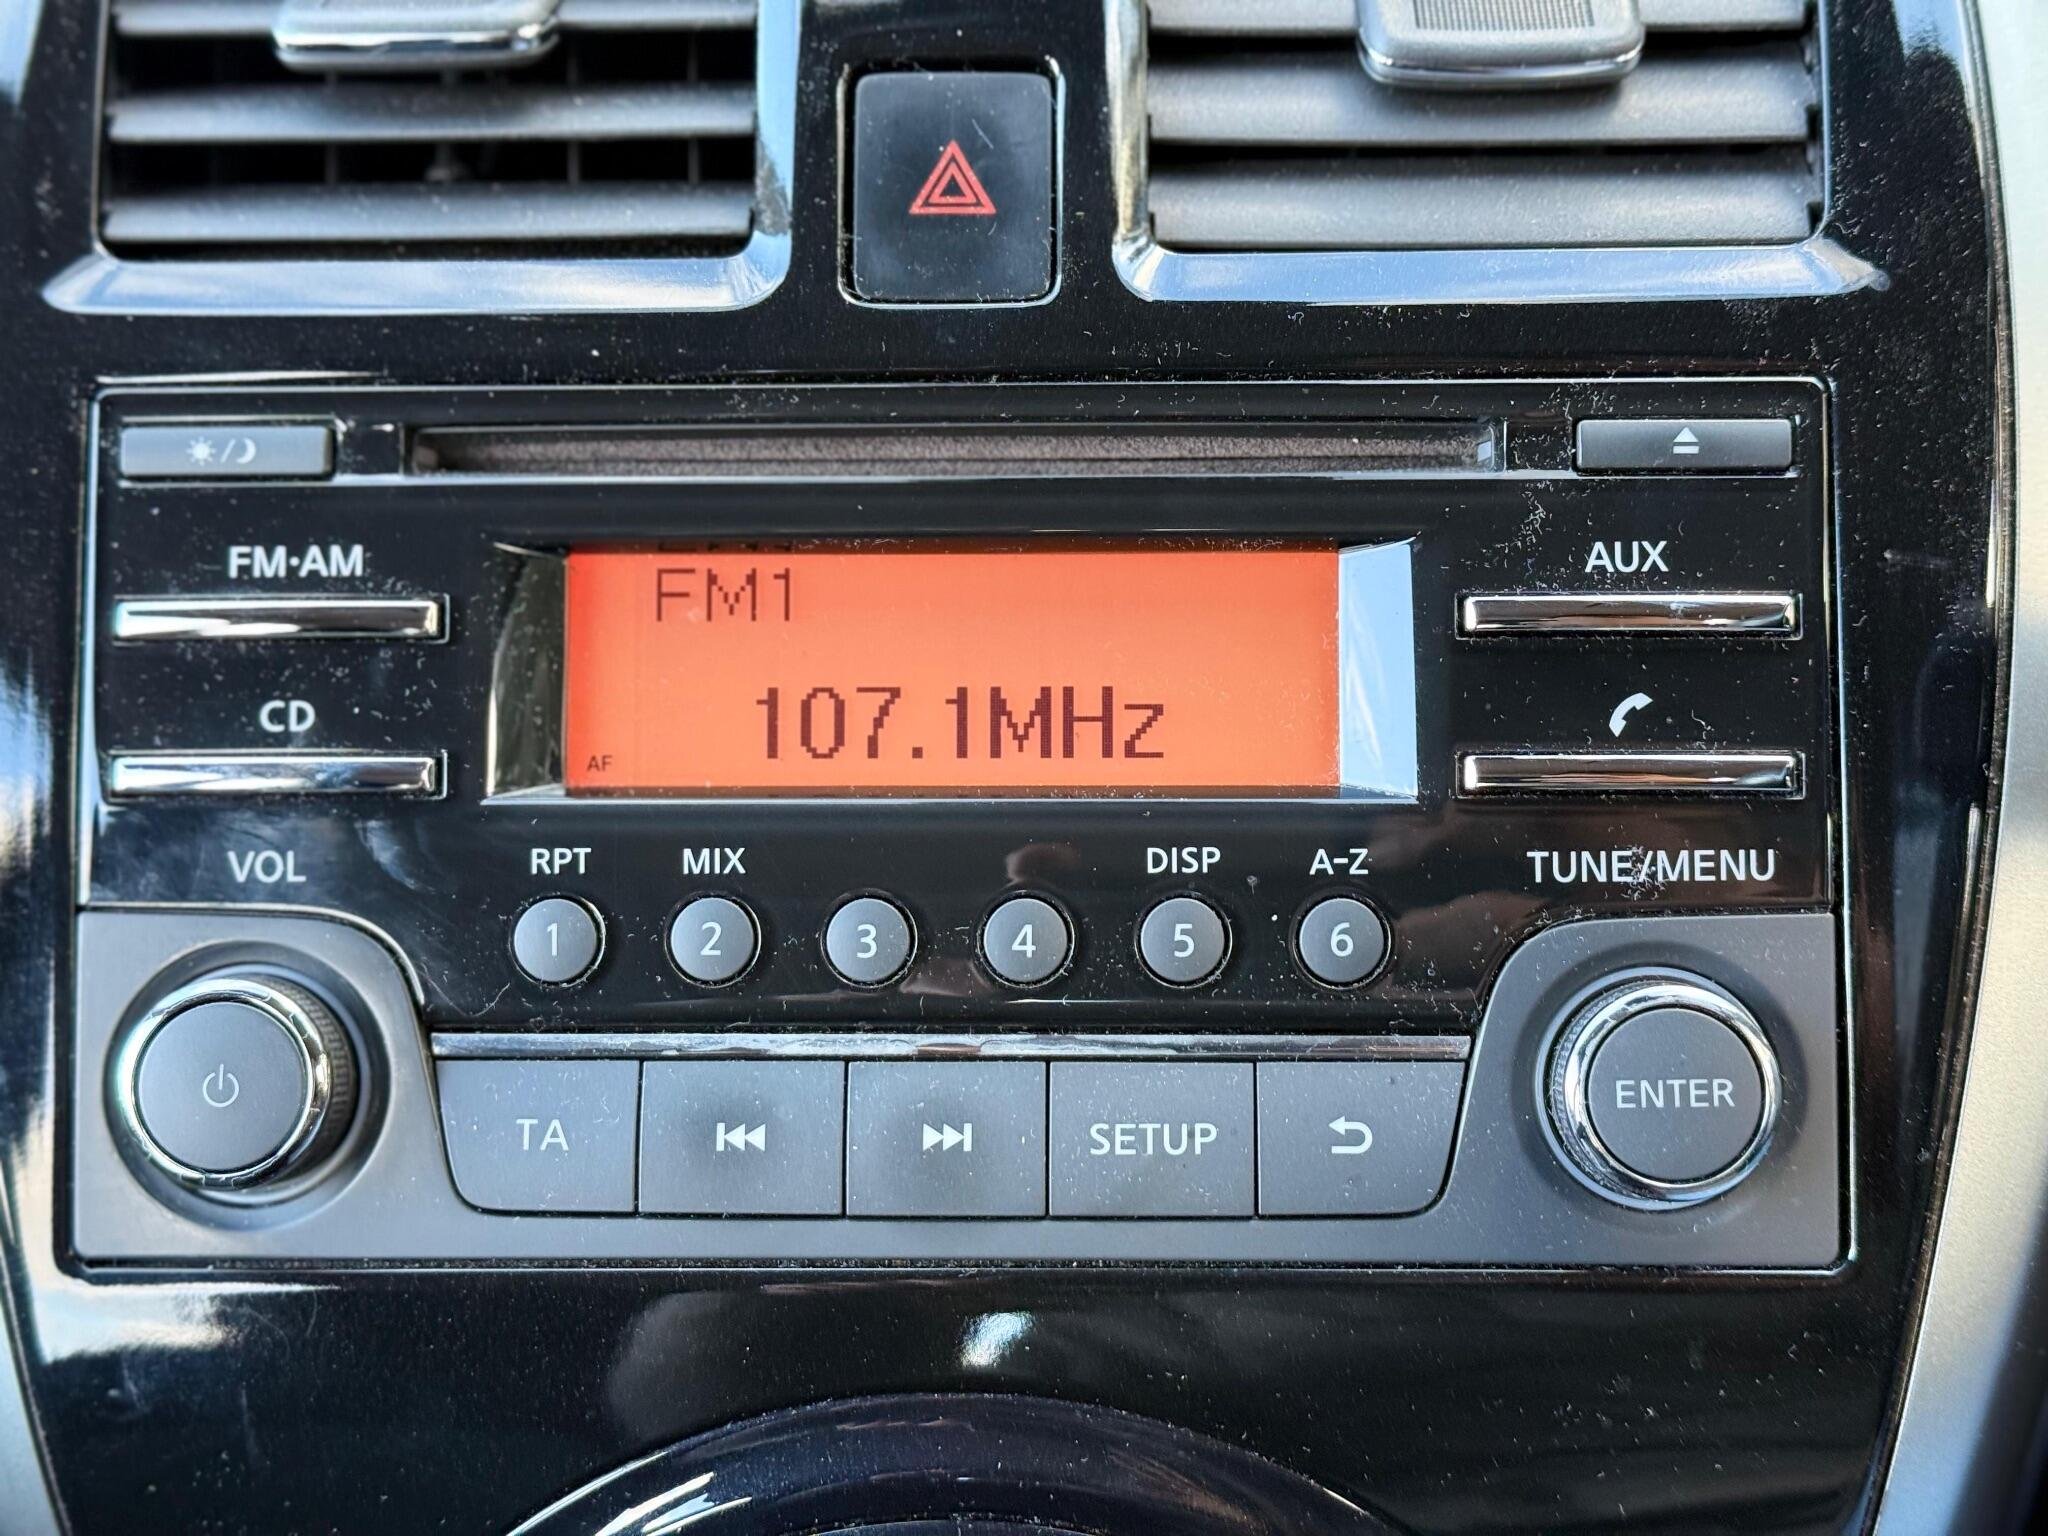 FM·AM
AUX
FM1
107.1MHz
AF
CD
VOL
RPT
MIX
DISP
A-Z
TUNE/MENU
1
2
3
4
5
6
TA
SETUP
ENTER